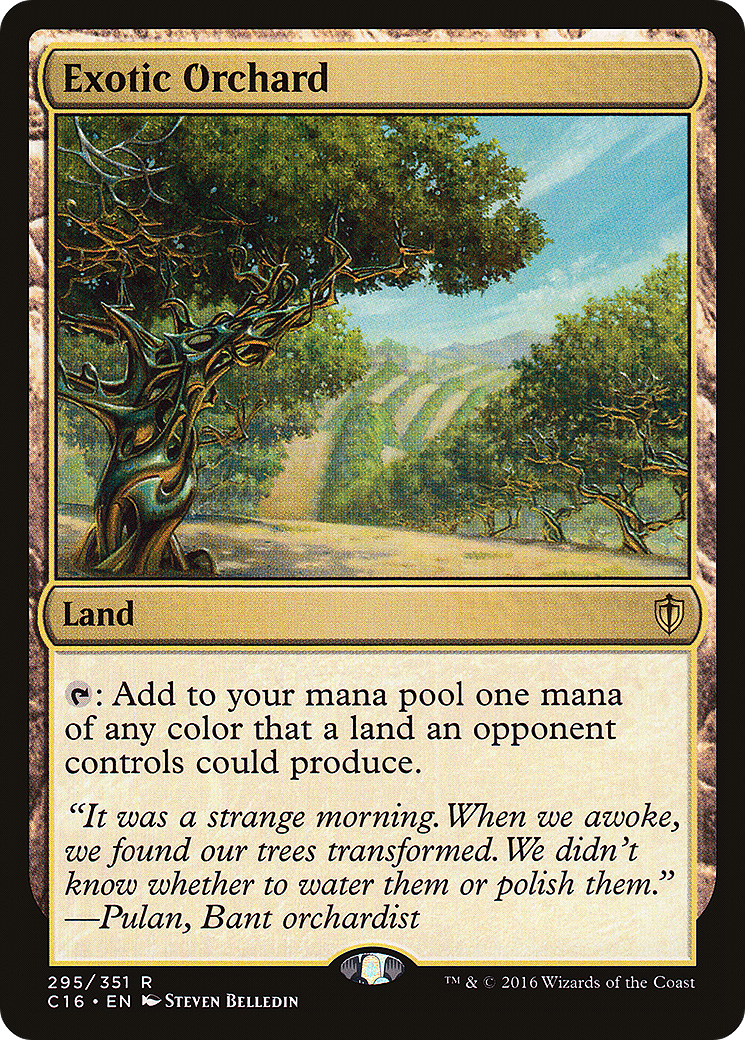 Exotic Orchard
Land
: Add to your mana pool one mana
of any color that a land an opponent
controls could produce.
“It was a strange morning. When we awoke,
we found our trees transformed. We didn’t
know whether to water them or polish them.”
—Pulan, Bant orchardist
295/351 R
C16 • EN Steven Belledin
™ & © 2016 Wizards of the Coast